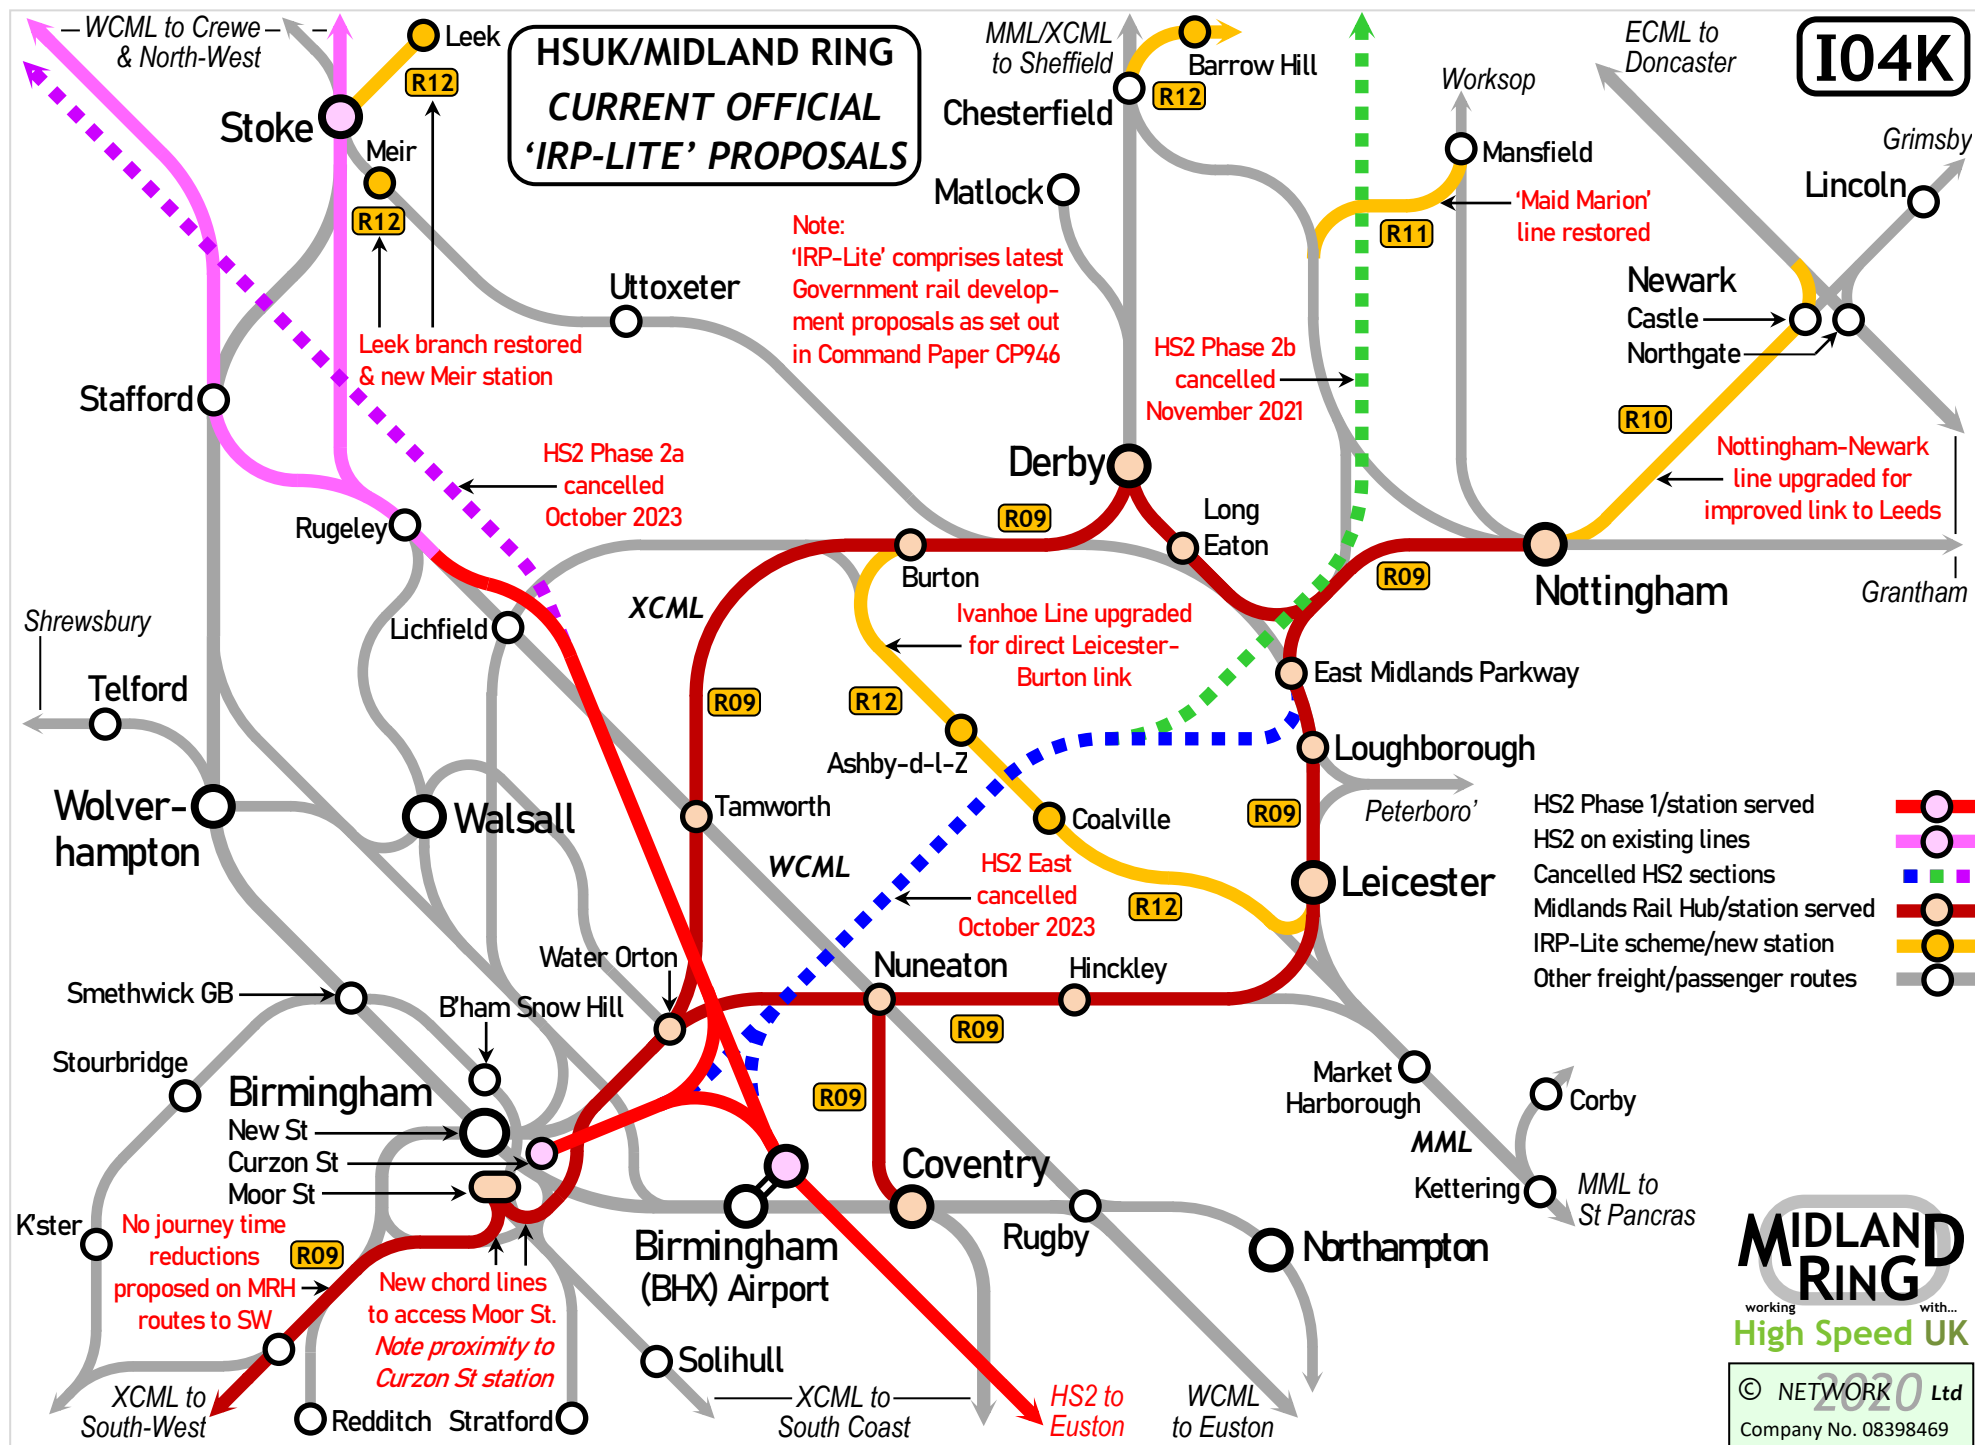 WCML to Crewe
& North-West
Leek
R12
HSUK/MIDLAND RING
CURRENT OFFICIAL
‘IRP-LITE’ PROPOSALS
MML/XCML
to Sheffield
Barrow Hill
R12
Chesterfield
ECML to
Doncaster
I04K
Worksop
Stoke
Meir
R12
Mansfield
Grimsby
Lincoln
Matlock
Note:
‘IRP-Lite’ comprises latest
Government rail develop-
ment proposals as set out
in Command Paper CP946
‘Maid Marion’
line restored
R11
Uttoxeter
Newark
Castle
Northgate
Leek branch restored
& new Meir station
HS2 Phase 2b
cancelled
November 2021
Stafford
R10
Nottingham-Newark
line upgraded for
improved link to Leeds
HS2 Phase 2a
cancelled
October 2023
Derby
Rugeley
R09
Long
Eaton
Burton
R09
Nottingham
Grantham
Shrewsbury
XCML
Lichfield
Ivanhoe Line upgraded
for direct Leicester-
Burton link
East Midlands Parkway
Telford
R09
R12
Ashby-d-l-Z
Loughborough
Wolver-
hampton
Walsall
Tamworth
Coalville
R09
Peterboro’
HS2 Phase 1/station served
HS2 on existing lines
Cancelled HS2 sections
Midlands Rail Hub/station served
IRP-Lite scheme/new station
Other freight/passenger routes
WCML
HS2 East
cancelled
October 2023
Leicester
R12
Water Orton
Nuneaton
Hinckley
Smethwick GB
B’ham Snow Hill
R09
Stourbridge
Birmingham
New St
Curzon St
Moor St
R09
Market
Harborough
Corby
MML
Coventry
Kettering
MML to
St Pancras
K’ster
No journey time
reductions
proposed on MRH
routes to SW
R09
Birmingham
(BHX) Airport
Rugby
Northampton
New chord lines
to access Moor St.
Note proximity to
Curzon St station
MIDLAND
RING
working with...
High Speed UK
Solihull
XCML to
South-West
Redditch
Stratford
XCML to
South Coast
HS2 to
Euston
WCML
to Euston
© NETWORK 2020 Ltd
Company No. 08398469